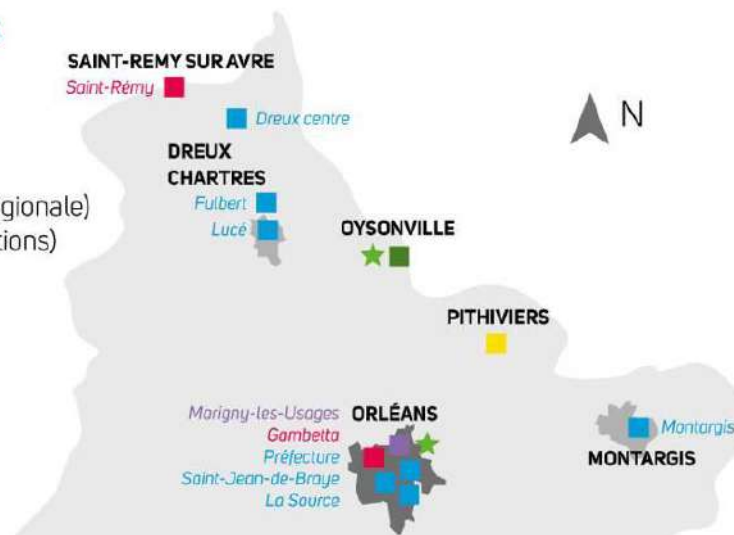 SAINT-REMY SUR AVRE
Saint-Rémy
Dreux centre
N
DREUX
CHARTRES
gionale)
Fulbert
Lucé
tions)
OYSONVILLE
PITHIVIERS
Marigny-les-Usages
ORLÉANS
Gambetta
Préfecture
Saint-Jean-de-Braye
La Source
Montargis
MONTARGIS